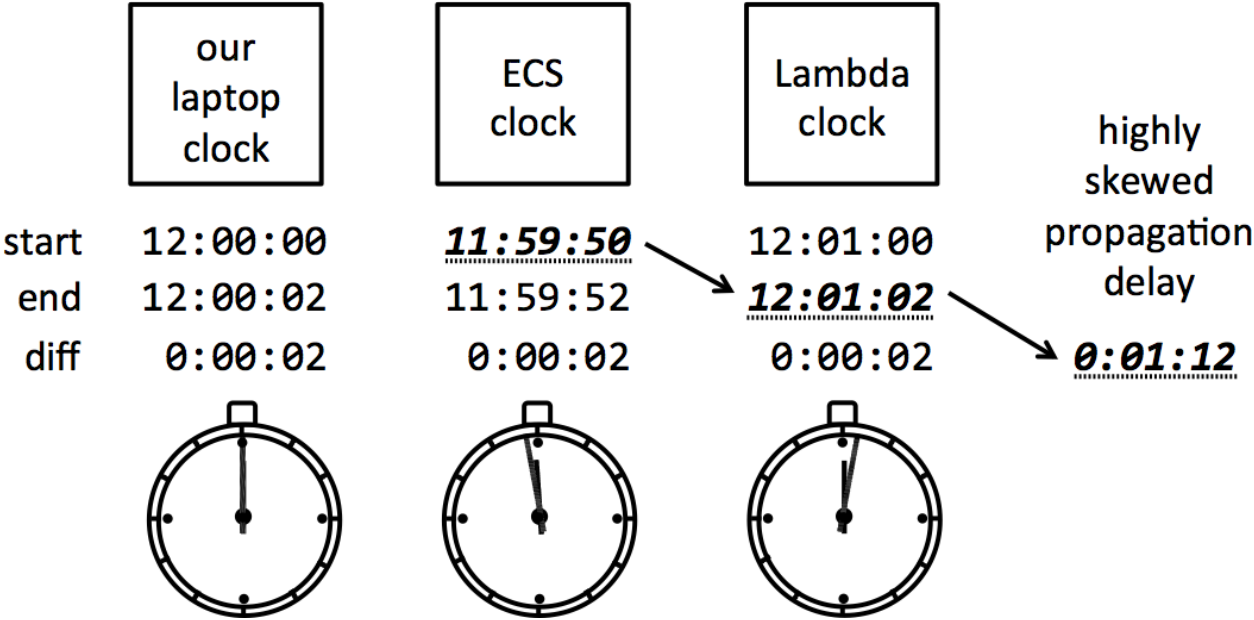 our
laptop
clock
ECS
clock
Lambda
clock
highly
skewed
propagation
delay
start 12:00:00 11:59:50 12:01:00
end 12:00:02 11:59:52 12:01:02
diff 0:00:02 0:00:02 0:00:02 0:01:12